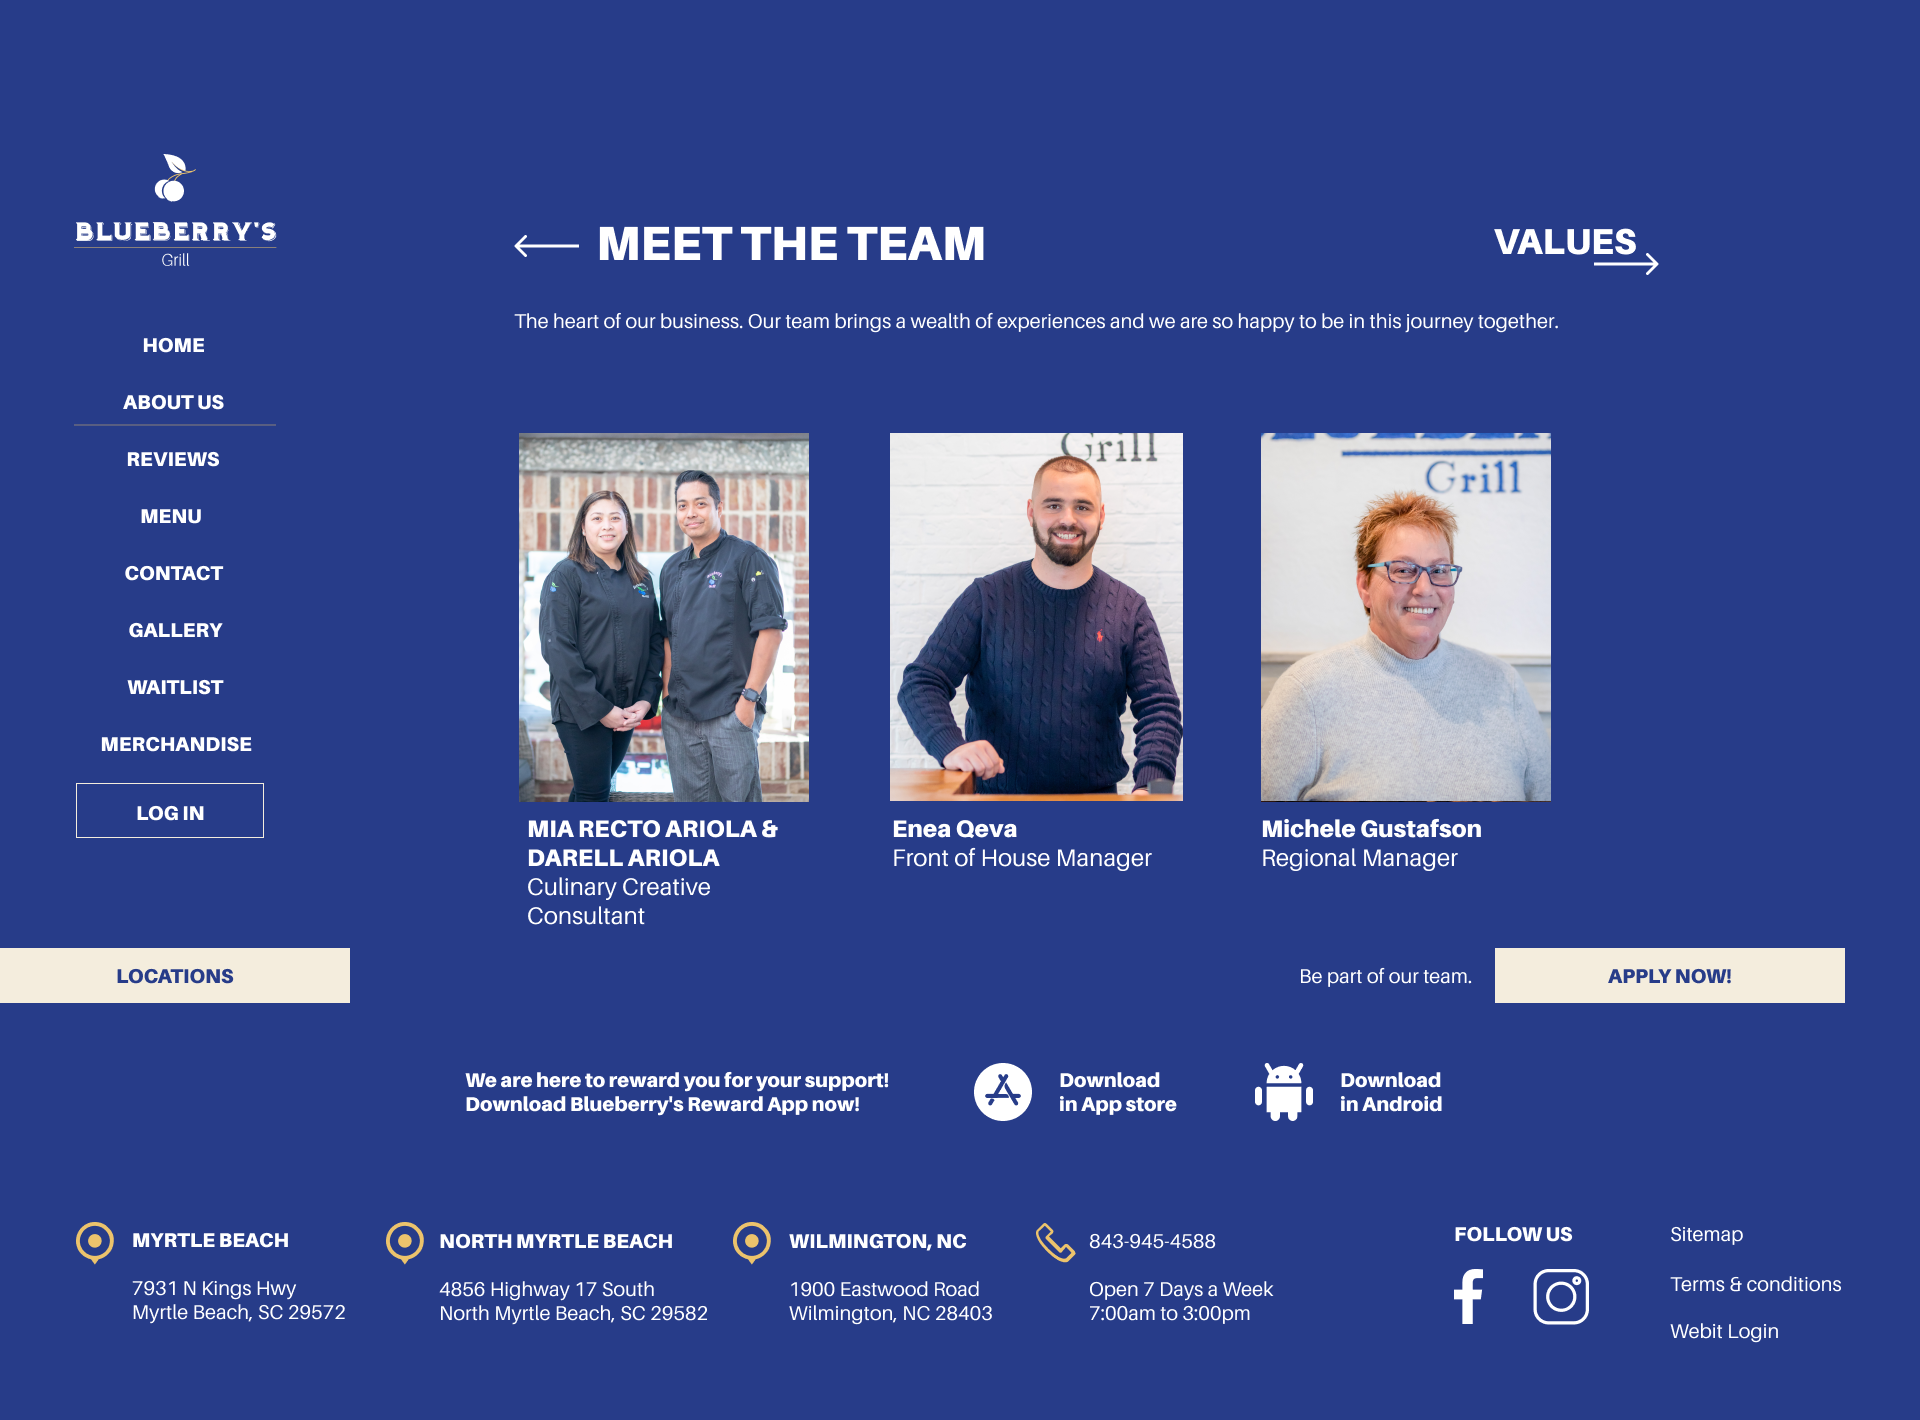 BLUEBERRY'S
Grill
HOME
ABOUT US
REVIEWS
MENU
CONTACT
GALLERY
WAITLIST
MERCHANDISE
LOG IN
LOCATIONS
MEET THE TEAM
VALUES
The heart of our business. Our team brings a wealth of experiences and we are so happy to be in this journey together.
Grill
Grill
MIA RECTO ARIOLA &
DARELL ARIOLA
Culinary Creative
Consultant
Enea Qeva
Front of House Manager
Michele Gustafson
Regional Manager
Be part of our team.
APPLY NOW!
We are here to reward you for your support!
Download Blueberry's Reward App now!
Download
in App store
Download
in Android
MYRTLE BEACH
7931 N Kings Hwy
Myrtle Beach, SC 29572
NORTH MYRTLE BEACH
4856 Highway 17 South
North Myrtle Beach, SC 29582
WILMINGTON, NC
1900 Eastwood Road
Wilmington, NC 28403
843-945-4588
Open 7 Days a Week
7:00am to 3:00pm
FOLLOW US
Sitemap
Terms & conditions
Webit Login